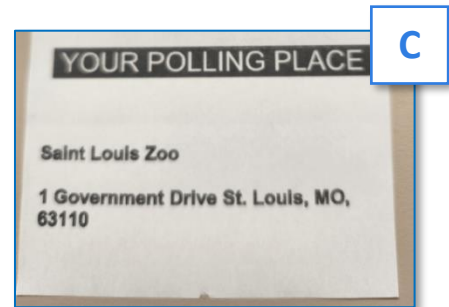 C
YOUR POLLING PLACE
Saint Louis Zoo
1 Government Drive St. Louis, MO,
63110